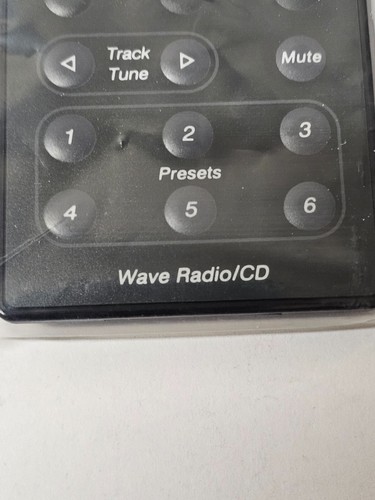 Track
Tune
Mute
1 2 3
Presets
4 5 6
Wave Radio/CD